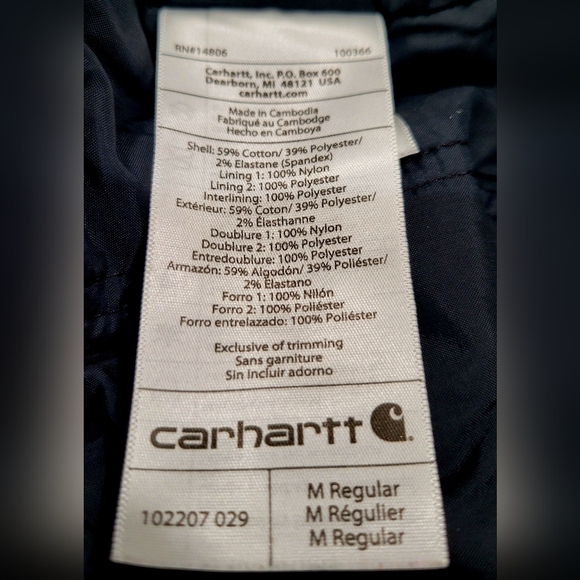 RN#14806 100366
Carhartt, Inc. P.O. Box 600
Dearborn, MI 48121 USA
carhartt.com
Made in Cambodia
Fabriqué au Cambodge
Hecho en Camboya
Shell: 59% Cotton/ 39% Polyester/
2% Elastane (Spandex)
Lining 1: 100% Nylon
Lining 2: 100% Polyester
Interlining: 100% Polyester
Extérieur: 59% Coton/ 39% Polyester/
2% Élasthanne
Doublure 1: 100% Nylon
Doublure 2: 100% Polyester
Entredoublure: 100% Polyester
Armazón: 59% Algodón/ 39% Poliéster/
2% Elastano
Forro 1: 100% Nilón
Forro 2: 100% Poliéster
Forro entrelazado: 100% Poliéster
Exclusive of trimming
Sans garniture
Sin incluir adorno
carhartt
102207 029
M Regular
M Régulier
M Regular